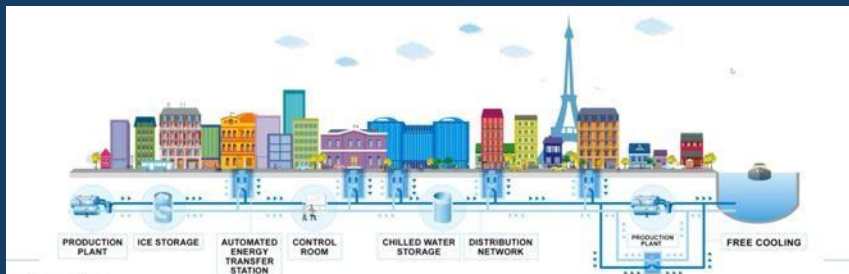 PRODUCTION
PLANT
ICE STORAGE
AUTOMATED
ENERGY
TRANSFER
STATION
CONTROL
ROOM
CHILLED WATER
STORAGE
DISTRIBUTION
NETWORK
PRODUCTION
PLANT
FREE COOLING